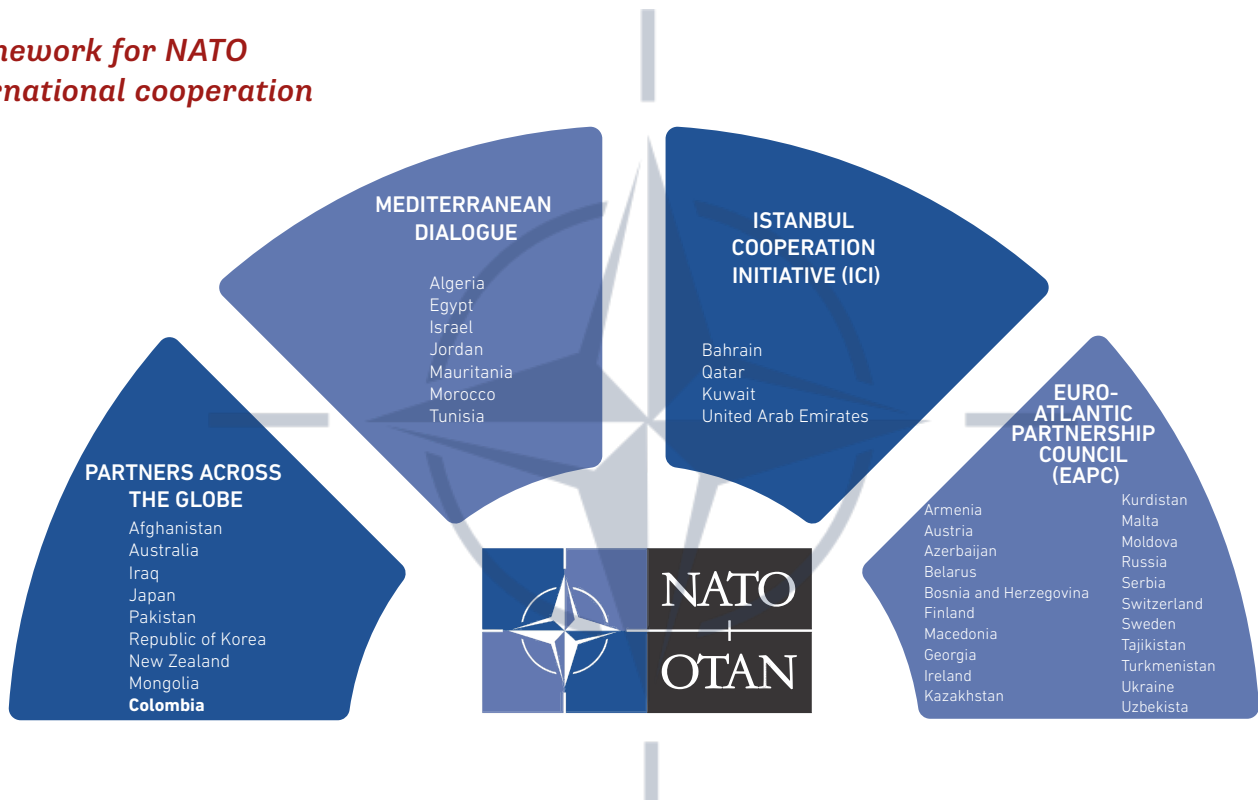 nework for NATO
rnational cooperation
MEDITERRANEAN
DIALOGUE
Algeria
Egypt
Israel
Jordan
Mauritania
Morocco
Tunisia
ISTANBUL
COOPERATION
INITIATIVE (ICI)
Bahrain
Qatar
Kuwait
United Arab Emirates
PARTNERS ACROSS
THE GLOBE
Afghanistan
Australia
Iraq
Japan
Pakistan
Republic of Korea
New Zealand
Mongolia
Colombia
EURO-
ATLANTIC
PARTNERSHIP
COUNCIL
(EAPC)
Armenia
Austria
Azerbaijan
Belarus
Bosnia and Herzegovina
Finland
Macedonia
Georgia
Ireland
Kazakhstan
Kurdistan
Malta
Moldova
Russia
Serbia
Switzerland
Sweden
Tajikistan
Turkmenistan
Ukraine
Uzbekista
NATO
OTAN